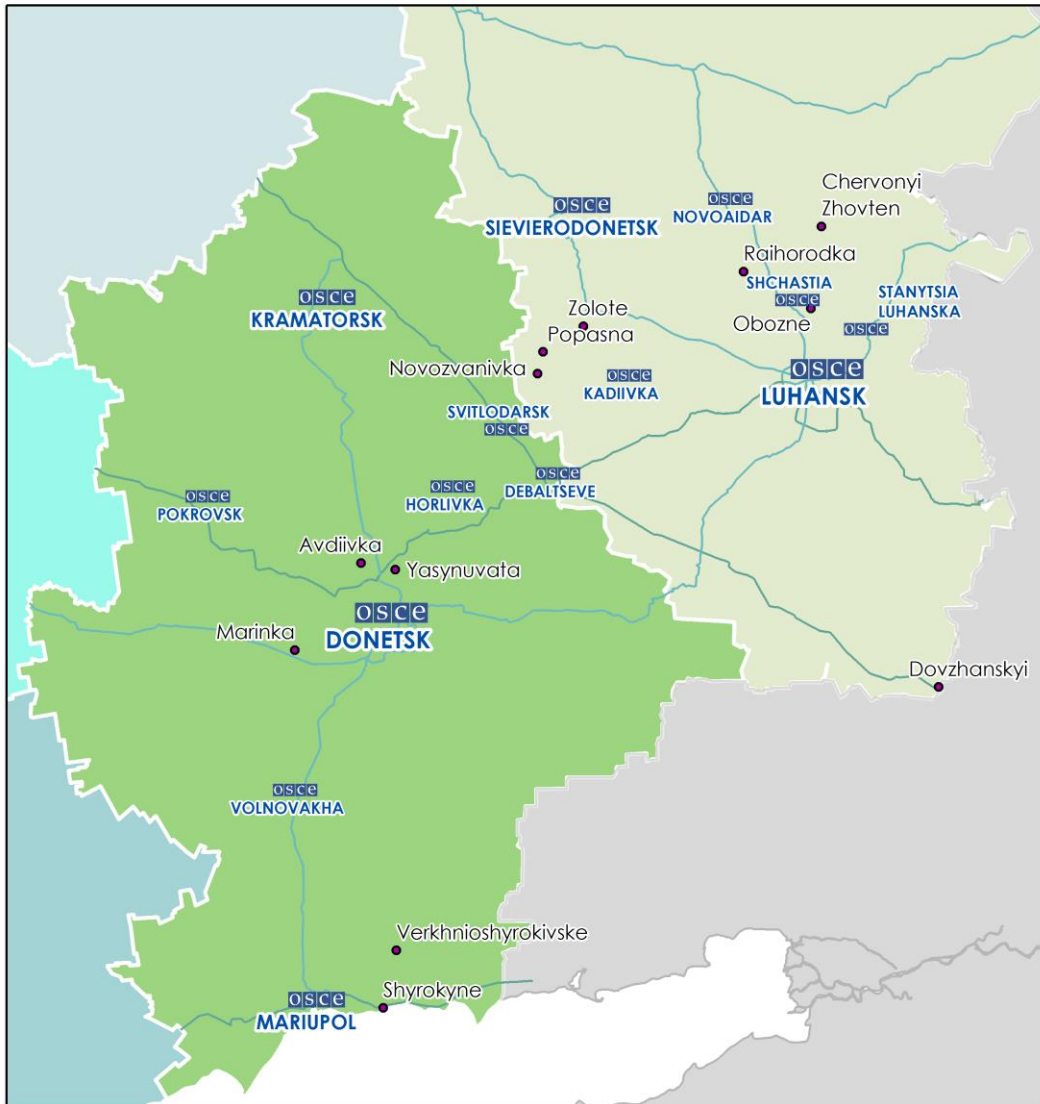 Chervonyi
Zhovten
osce
NOVOAIDAR
osce
SIEVIERODONETSK
Raihorodka
SHCHASTIA
osce
Obozne
STANYTSIA
LUHANSKA
osce
osce
KRAMATORSK
Zolote
Popasna
Novozvanivka
osce
KADIIVKA
osce
LUHANSK
SVITLODARSK
osce
osce
DEBALTSEVE
osce
HORLIVKA
osce
POKROVSK
Avdiivka
Yasynuvata
osce
DONETSK
Marinka
Dovzhanskyi
osce
VOLNOVAKHA
Verkhnioshyrokivske
Shyrokyne
osce
MARIUPOL